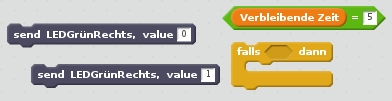 send LEDGrünRechts, value 0
Verbleibende Zeit = 5
falls dann
send LEDGrünRechts, value 1